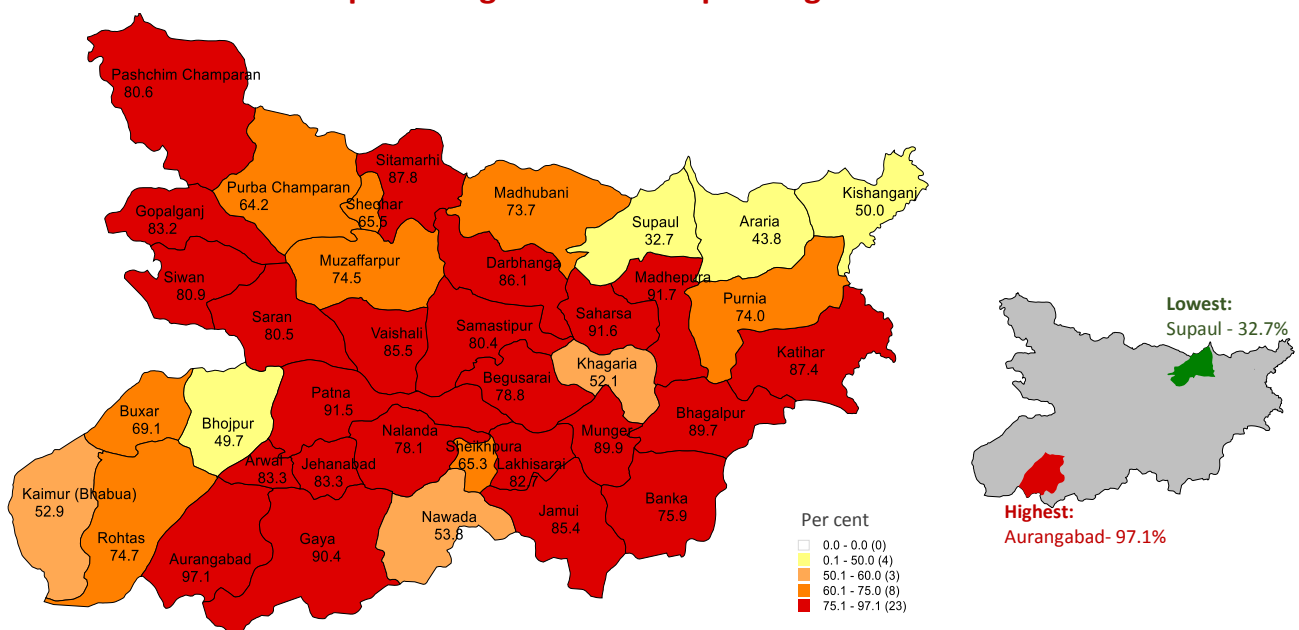 Pashchim Champaran
80.6
Sitamarhi
87.8
Purba Champaran
64.2
Sheohar
65.5
Madhubani
73.7
Kishanganj
50.0
Gopalganj
83.2
Supaul
32.7
Araria
43.8
Muzaffarpur
74.5
Darbhanga
86.1
Siwan
80.9
Madhepura
91.7
Purnia
74.0
Saran
80.5
Vaishali
85.5
Samastipur
80.4
Saharsa
91.6
Katihar
87.4
Khagaria
52.1
Begusarai
78.8
Patna
91.5
Buxar
69.1
Bhojpur
49.7
Bhagalpur
89.7
Nalanda
78.1
Munger
89.9
Sheikhpura
65.3
Lakhisarai
82.7
Arwal
83.3
Jehanabad
83.3
Kaimur (Bhabua)
52.9
Banka
75.9
Jamui
85.4
Nawada
53.8
Rohtas
74.7
Gaya
90.4
Aurangabad
97.1
Per cent
0.0 - 0.0 (0)
0.1 - 50.0 (4)
50.1 - 60.0 (3)
60.1 - 75.0 (8)
75.1 - 97.1 (23)
Lowest:
Supaul - 32.7%
Highest:
Aurangabad- 97.1%